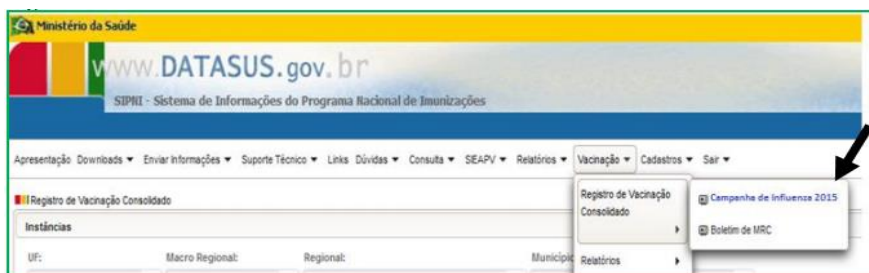 Ministério da Saúde
www.DATASUS.gov.br
SIPNI - Sistema de Informações do Programa Nacional de Imunizações
Apresentação Downloads Enviar Informações Suporte Técnico Links Dúvidas Consulta SIEAPV Relatórios Vacinação Cadastros Sair
Registro de Vacinação Consolidado
Instâncias
UF: Macro Regional: Regional: Municípi
Registro de Vacinação
Consolidado
Relatórios
Campanha de Influenza 2015
Boletim de MRC